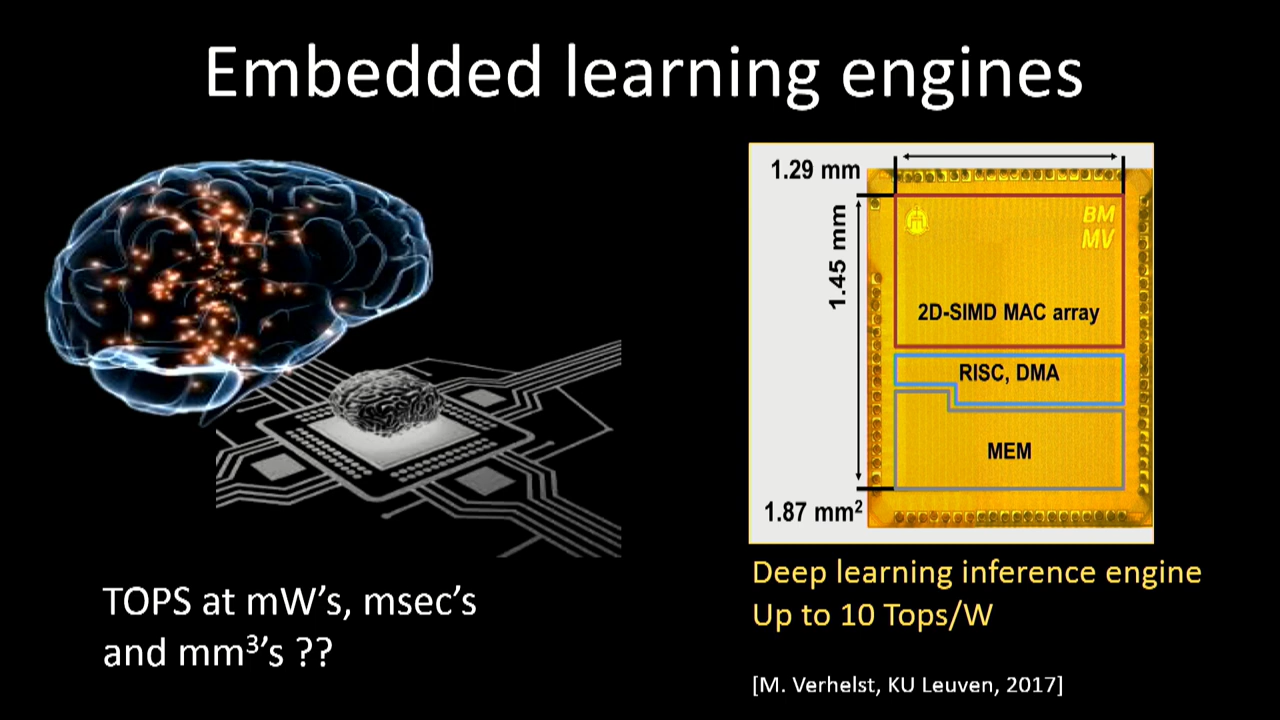 Embedded learning engines
1.29 mm
1.45 mm
BM
MV
2D-SIMD MAC array
RISC, DMA
MEM
1.87 mm²
TOPS at mW’s, msec’s
and mm³’s ??
Deep learning inference engine
Up to 10 Tops/W
[M. Verhelst, KU Leuven, 2017]